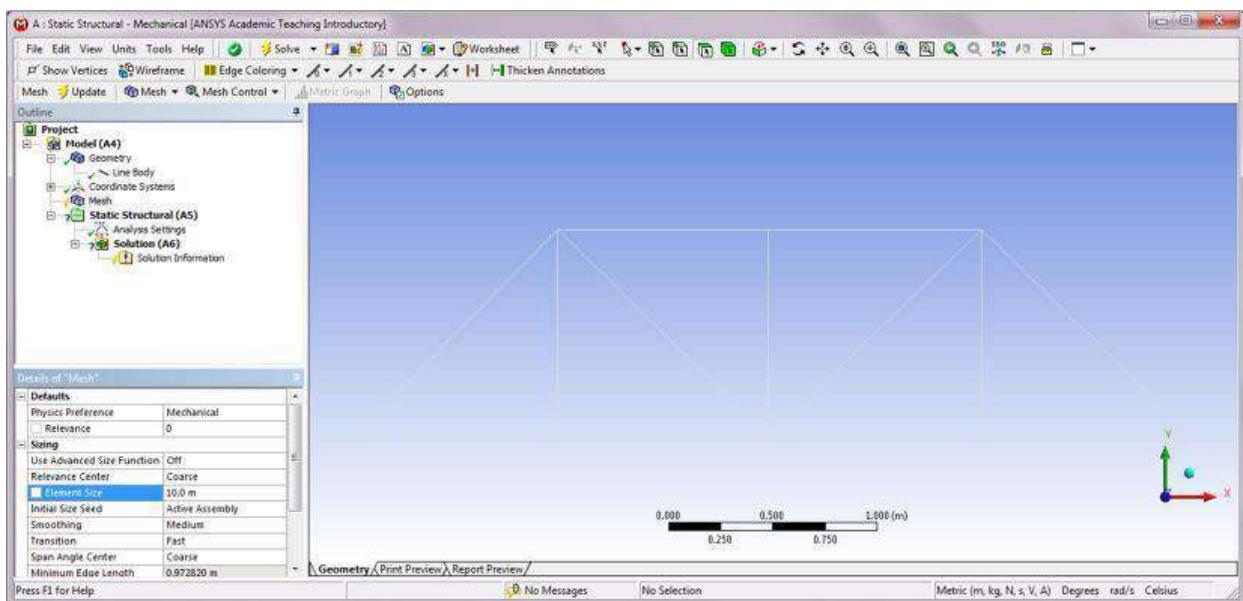 A : Static Structural - Mechanical [ANSYS Academic Teaching Introductory]
File Edit View Units Tools Help Solve Worksheet
Show Vertices Wireframe Edge Coloring Thicken Annotations
Mesh Update Mesh Mesh Control Metric Graph Options
Outline
Project
Model (A4)
Geometry
Line Body
Coordinate Systems
Mesh
Static Structural (A5)
Analysis Settings
Solution (A6)
Solution Information
Details of "Mesh"
Defaults
Physics Preference Mechanical
Relevance 0
Sizing
Use Advanced Size Function Off
Relevance Center Coarse
Element Size 10.0 m
Initial Size Seed Active Assembly
Smoothing Medium
Transition Fast
Span Angle Center Coarse
Minimum Edge Length 0.972820 m
Y
X
0.000 0.500 1.000 (m)
0.250 0.750
Geometry Print Preview Report Preview
Press F1 for Help No Messages No Selection Metric (m, kg, N, s, V, A) Degrees rad/s Celsius